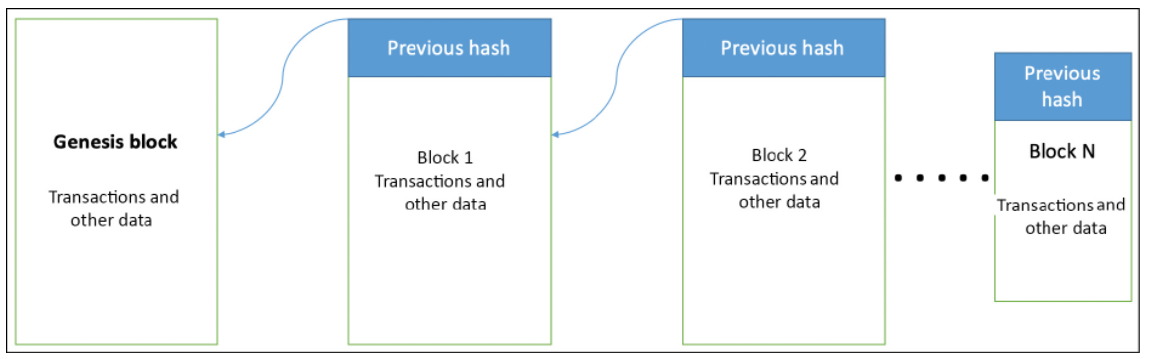 Genesis block
Transactions and
other data
Previous hash
Block 1
Transactions and
other data
Previous hash
Block 2
Transactions and
other data
Previous
hash
Block N
Transactions and
other data